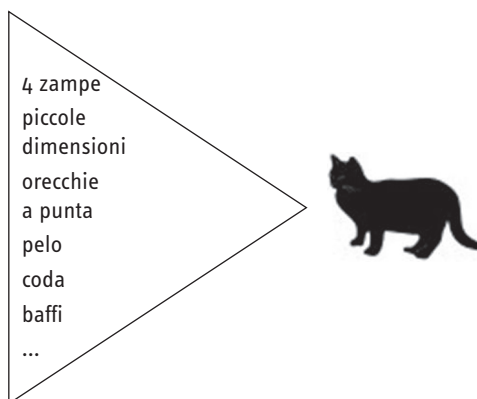 4 zampe
piccole
dimensioni
orecchie
a punta
pelo
coda
baffi
...